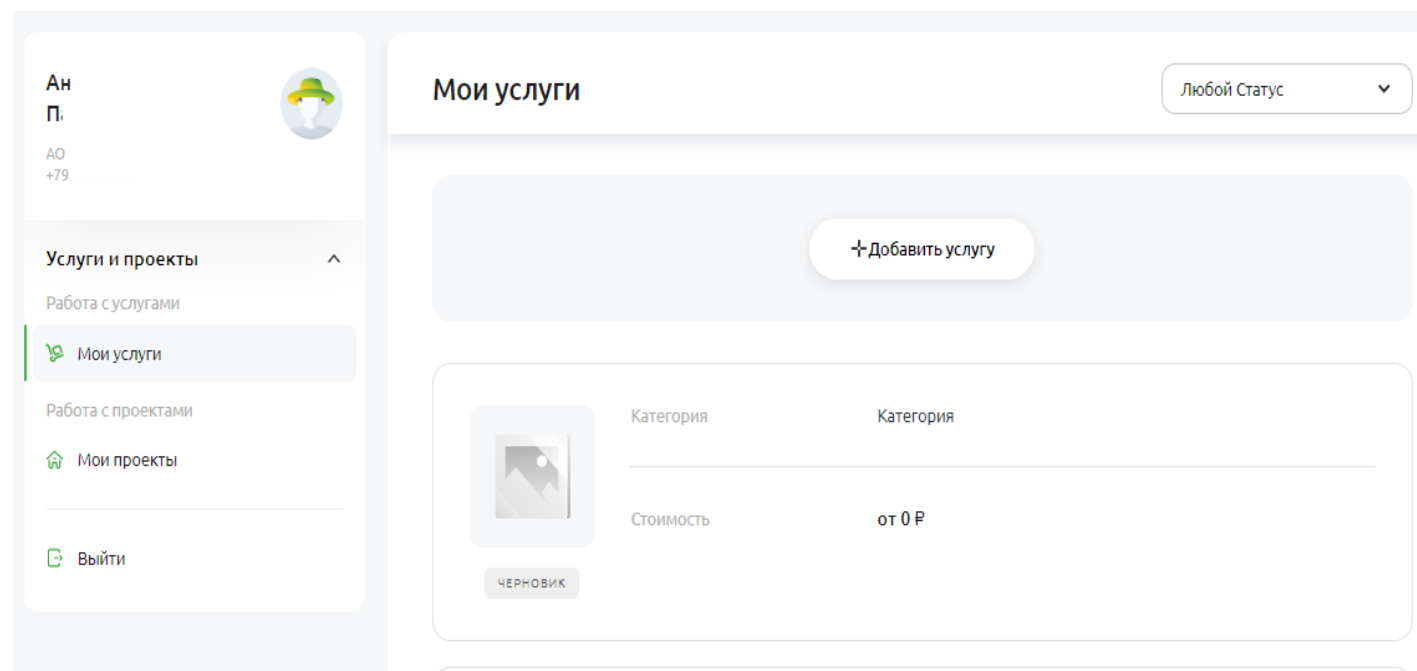 Ан
АО
+79
Услуги и проекты
Работа с услугами
Мои услуги
Работа с проектами
Мои проекты
Выйти
Мои услуги
Любой Статус
Добавить услугу
Категория Категория
Стоимость от 0 ₽
ЧЕРНОВИК